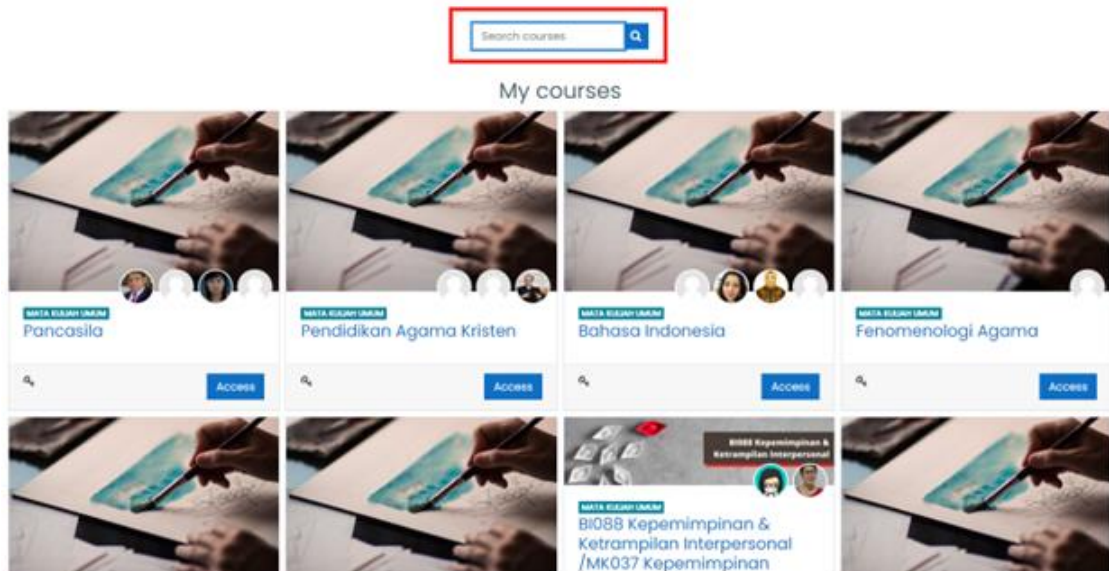 Search courses
My courses
MATA KULIAH UMUM
Pancasila
Access
MATA KULIAH UMUM
Pendidikan Agama Kristen
Access
MATA KULIAH UMUM
Bahasa Indonesia
Access
MATA KULIAH UMUM
Fenomenologi Agama
Access
BI088 Kepemimpinan &
Ketrampilan Interpersonal
MATA KULIAH UMUM
BI088 Kepemimpinan &
Ketrampilan Interpersonal
/MK037 Kepemimpinan